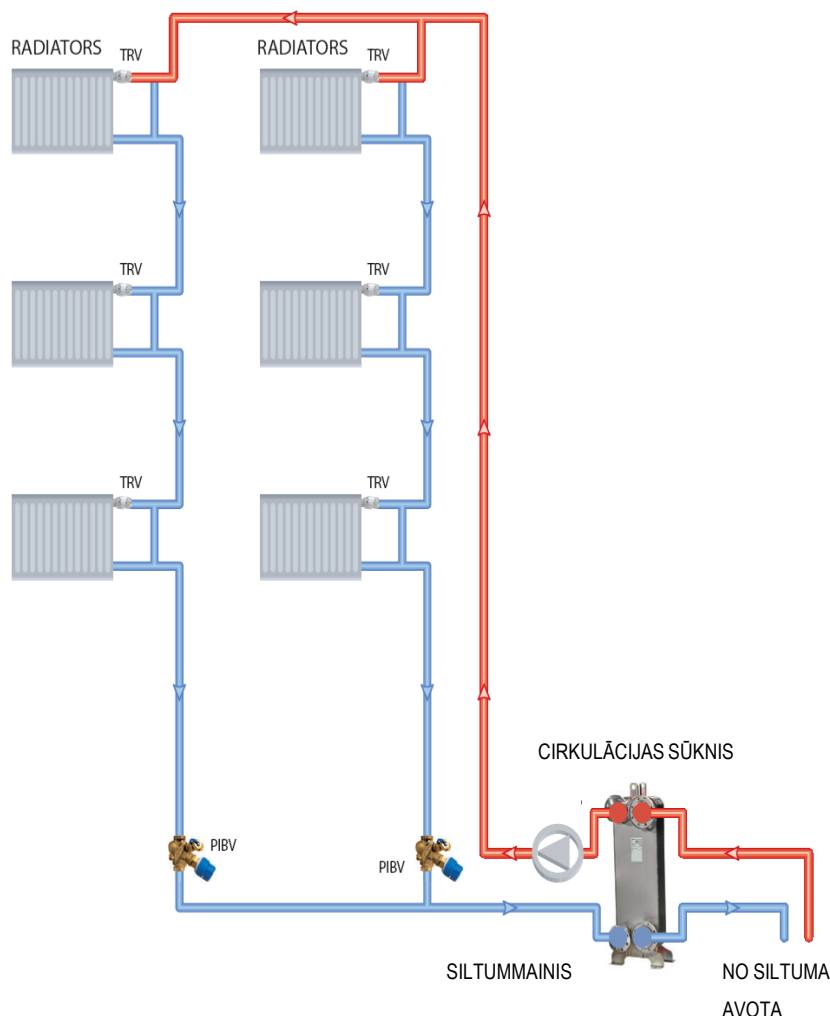 RADIATORS
TRV
RADIATORS
TRV
TRV
TRV
TRV
TRV
CIRKULĀCIJAS SŪKNIS
PIBV
PIBV
SILTUMMAINIS
NO SILTUMA
AVOTA